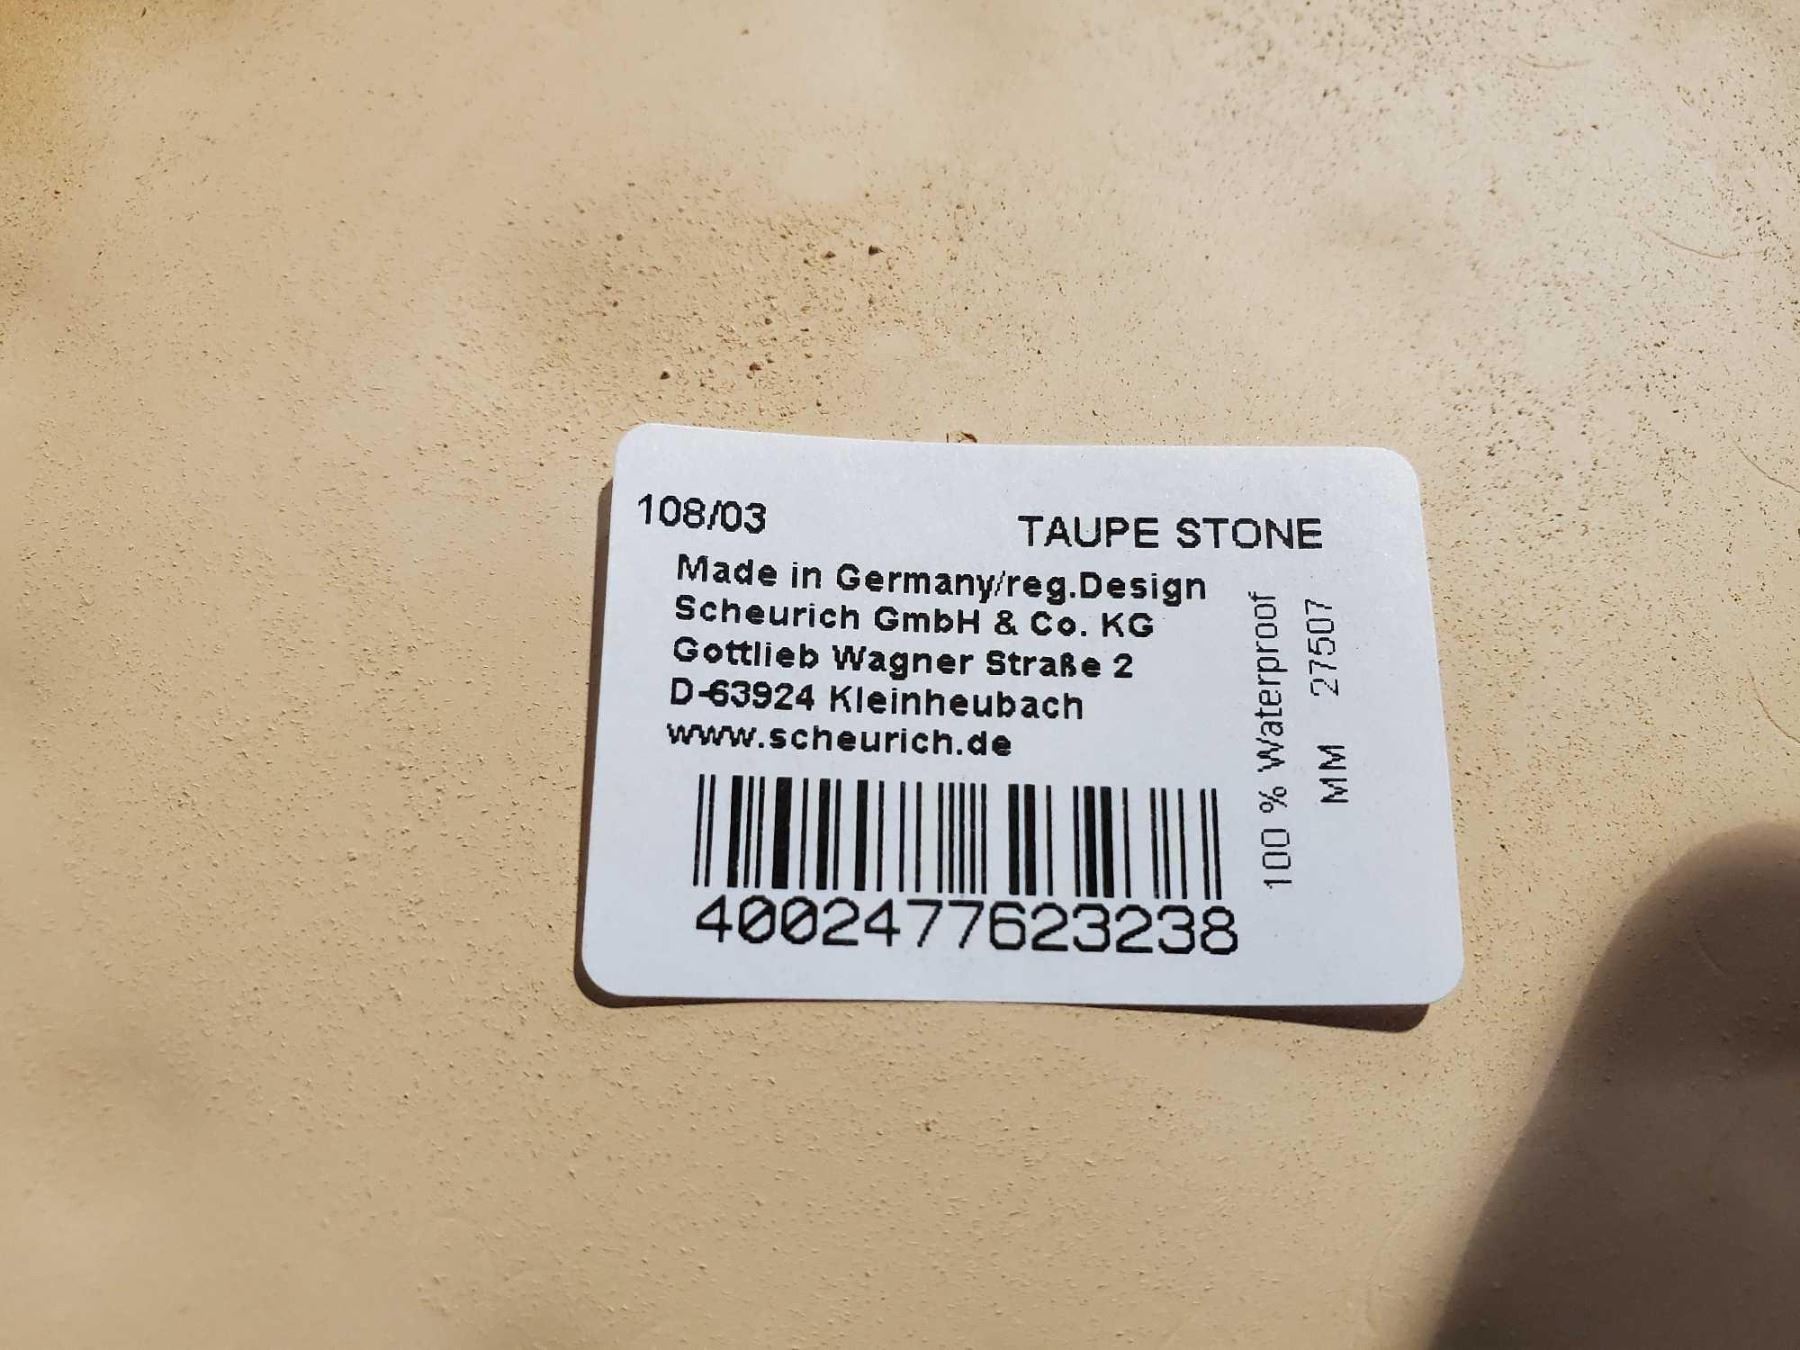 108/03
TAUPE STONE
Made in Germany/reg.Design
Scheurich GmbH & Co. KG
Gottlieb Wagner Straße 2
D-63924 Kleinheubach
www.scheurich.de
4002477623238
100 % Waterproof
MM 27507